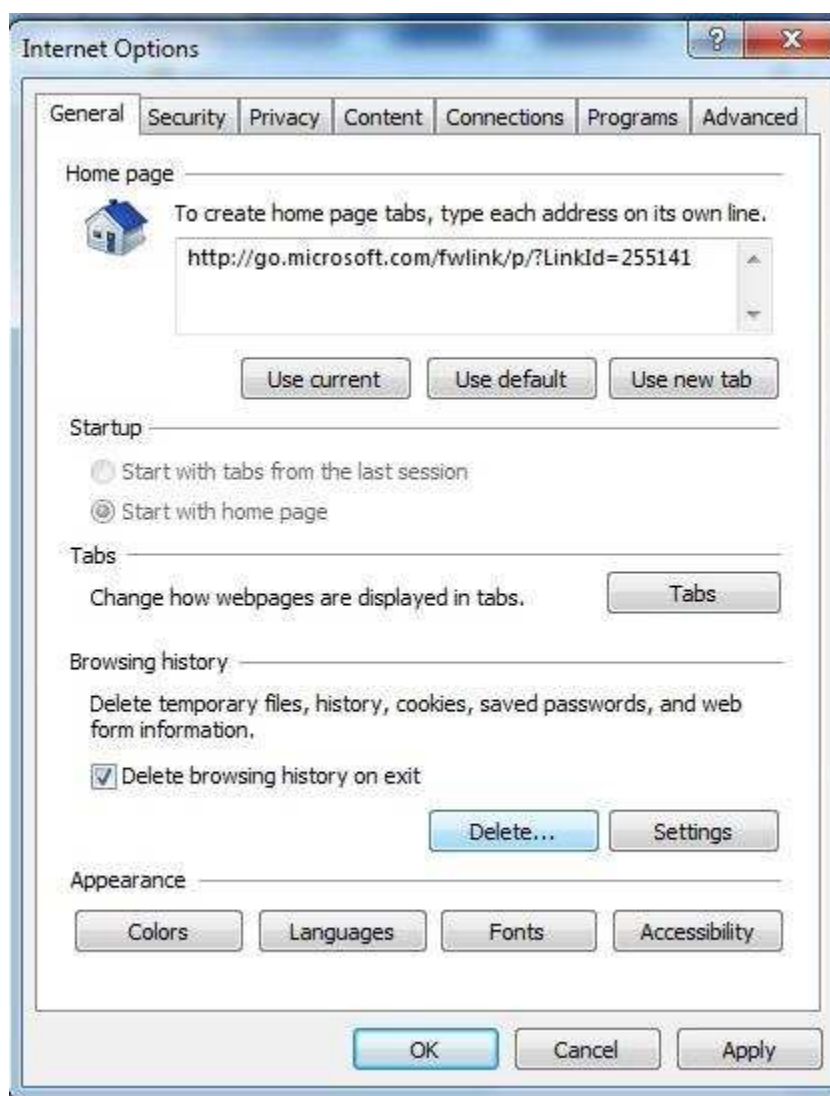 Internet Options
?
X
General Security Privacy Content Connections Programs Advanced
Home page
To create home page tabs, type each address on its own line.
http://go.microsoft.com/fwlink/p/?LinkId=255141
Use current Use default Use new tab
Startup
Start with tabs from the last session
Start with home page
Tabs
Change how webpages are displayed in tabs. Tabs
Browsing history
Delete temporary files, history, cookies, saved passwords, and web
form information.
Delete browsing history on exit
Delete... Settings
Appearance
Colors Languages Fonts Accessibility
OK Cancel Apply